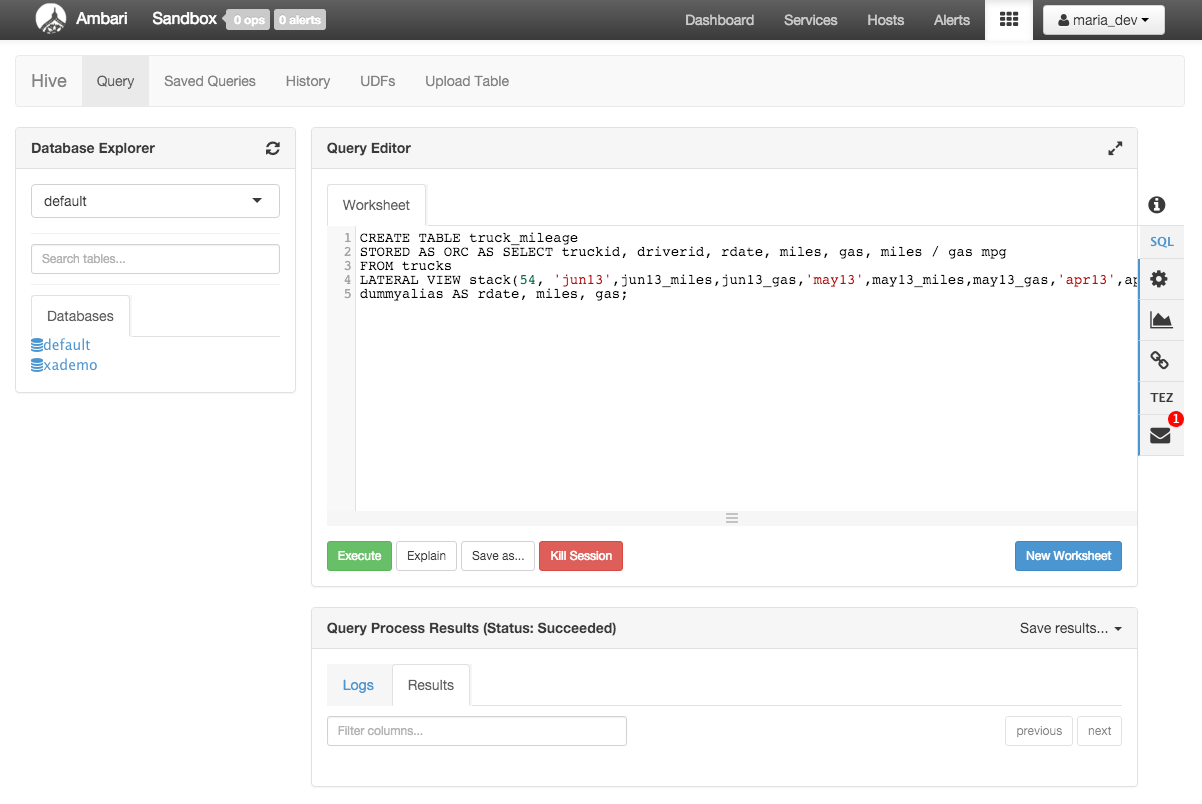 Ambari Sandbox 0 ops 0 alerts Dashboard Services Hosts Alerts maria_dev
Hive Query Saved Queries History UDFs Upload Table
Database Explorer
default
Search tables...
Databases
default
xademo
Query Editor
Worksheet
1 CREATE TABLE truck_mileage
2 STORED AS ORC AS SELECT truckid, driverid, rdate, miles, gas, miles / gas mpg
3 FROM trucks
4 LATERAL VIEW stack(54, 'jun13',jun13_miles,jun13_gas,'may13',may13_miles,may13_gas,'apr13',ap
5 dummyalias AS rdate, miles, gas;
Execute Explain Save as... Kill Session New Worksheet
SQL
TEZ
1
Query Process Results (Status: Succeeded) Save results...
Logs Results
Filter columns... previous next